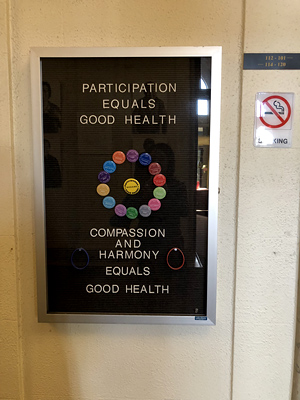 PARTICIPATION
EQUALS
GOOD HEALTH
COMPASSION
AND
HARMONY
EQUALS
GOOD HEALTH